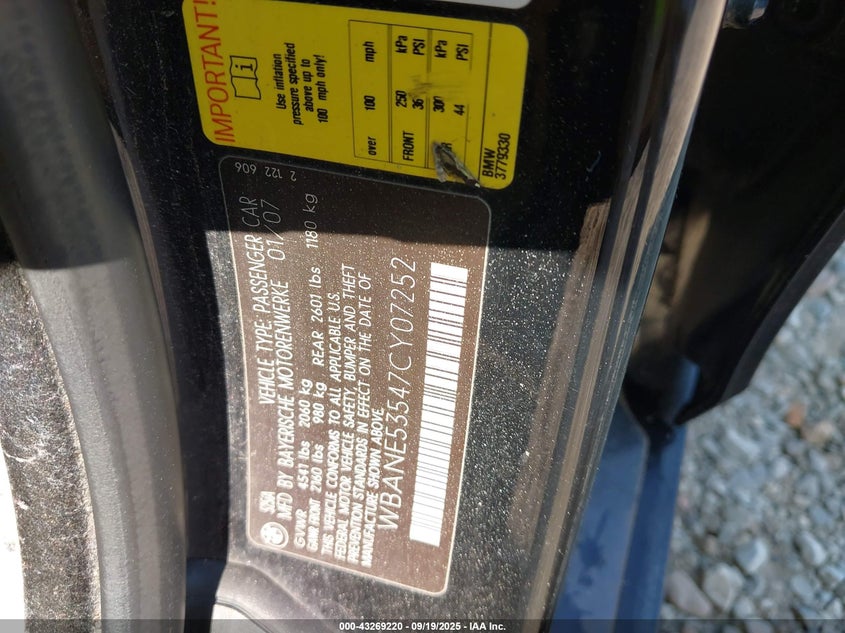 IMPORTANT!
Use inflation
pressure specified
above up to
100 mph only!
over 100 mph
kPa
PSI
FRONT 250
36
kPa
300
44 PSI
BMW
3779330
2 122 606
VEHICLE TYPE: PASSENGER CAR
MFD BY BAYERISCHE MOTORENWERKE 01/07
GVWR 4541 lbs 2060 kg
GAWR FRONT 2160 lbs 980 kg REAR 2601 lbs 1180 kg
THIS VEHICLE CONFORMS TO ALL APPLICABLE U.S.
FEDERAL MOTOR VEHICLE SAFETY, BUMPER AND THEFT
PREVENTION STANDARDS IN EFFECT ON THE DATE OF
MANUFACTURE SHOWN ABOVE.
WBANE53547CY07252
000-43269220 - 09/19/2025 - IAA Inc.